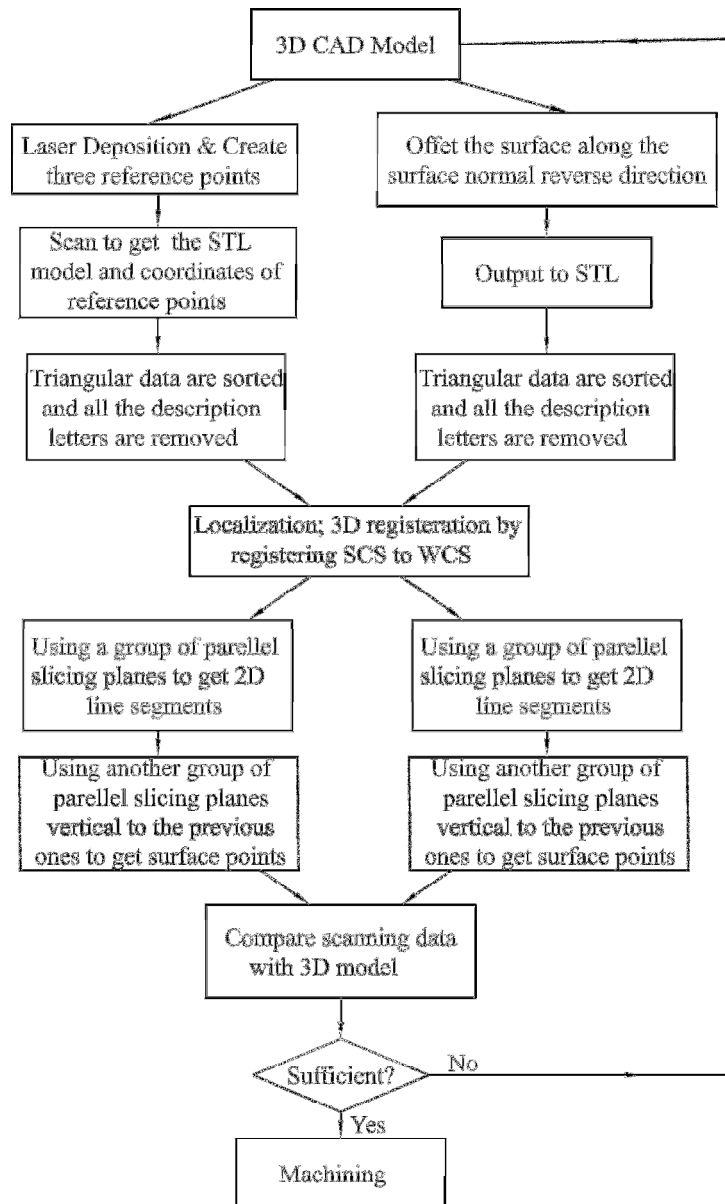 3D CAD Model
Laser Deposition & Create
three reference points
Offet the surface along the
surface normal reverse direction
Scan to get the STL
model and coordinates of
reference points
Output to STL
Triangular data are sorted
and all the description
letters are removed
Triangular data are sorted
and all the description
letters are removed
Localization; 3D registeration by
registering SCS to WCS
Using a group of parellel
slicing planes to get 2D
line segments
Using a group of parellel
slicing planes to get 2D
line segments
Using another group of
parellel slicing planes
vertical to the previous
ones to get surface points
Using another group of
parellel slicing planes
vertical to the previous
ones to get surface points
Compare scanning data
with 3D model
Sufficient?
No
Yes
Machining